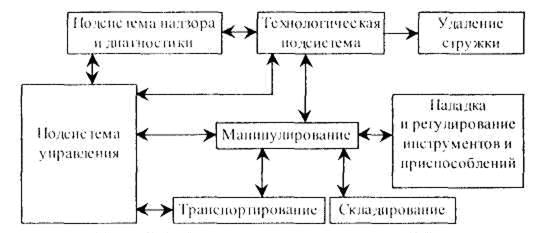 Подсистема надзора
и диагностики
Технологическая
подсистема
Удаление
стружки
Подсистема
управления
Манипулирование
Наладка
и регулирование
инструментов и
приспособлений
Транспортирование
Складирование